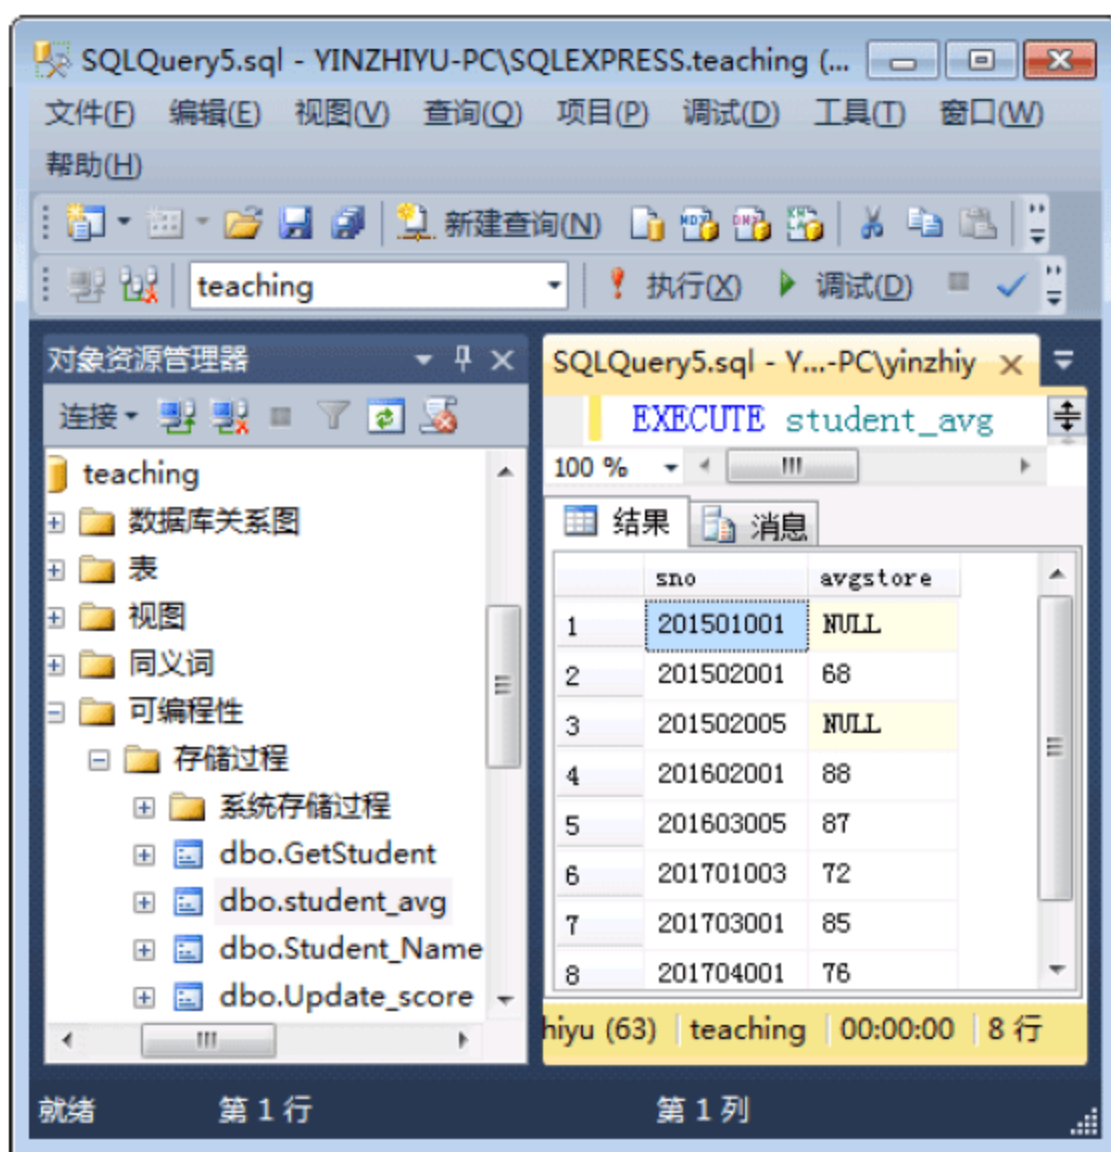 SQLQuery5.sql - YINZHIYU-PC\SQLEXPRESS.teaching (...
文件(F) 编辑(E) 视图(V) 查询(Q) 项目(P) 调试(D) 工具(T) 窗口(W)
帮助(H)
新建查询(N)
teaching 执行(X) 调试(D)
对象资源管理器
连接
teaching
数据库关系图
表
视图
同义词
可编程性
存储过程
系统存储过程
dbo.GetStudent
dbo.student_avg
dbo.Student_Name
dbo.Update_score
SQLQuery5.sql - Y...-PC\yinzhiy
EXECUTE student_avg
100 %
结果 消息
sno avgstore
1 201501001 NULL
2 201502001 68
3 201502005 NULL
4 201602001 88
5 201603005 87
6 201701003 72
7 201703001 85
8 201704001 76
hiyu (63) teaching 00:00:00 8 行
就绪 第 1 行 第 1 列